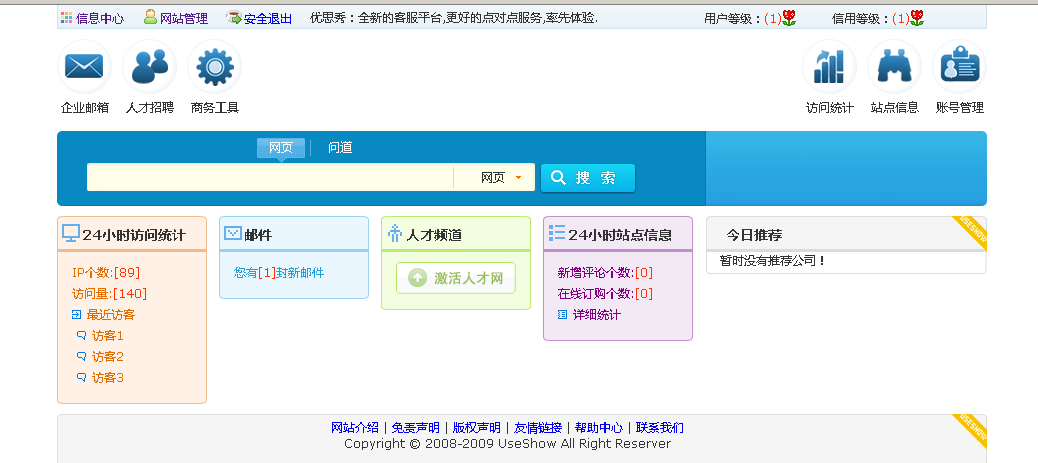 信息中心 网站管理 安全退出 优思秀：全新的客服平台,更好的点对点服务,率先体验. 用户等级：(1) 信用等级：(1)
企业邮箱 人才招聘 商务工具 访问统计 站点信息 账号管理
网页 问道
网页 搜 索
24小时访问统计 邮件 人才频道 24小时站点信息 今日推荐 USESHOW
IP个数:[89] 您有[1]封新邮件 激活人才网 新增评论个数:[0] 暂时没有推荐公司！
访问量:[140] 在线订购个数:[0]
最近访客 详细统计
访客1
访客2
访客3
网站介绍 | 免责声明 | 版权声明 | 友情链接 | 帮助中心 | 联系我们 USESHOW
Copyright © 2008-2009 UseShow All Right Reserver